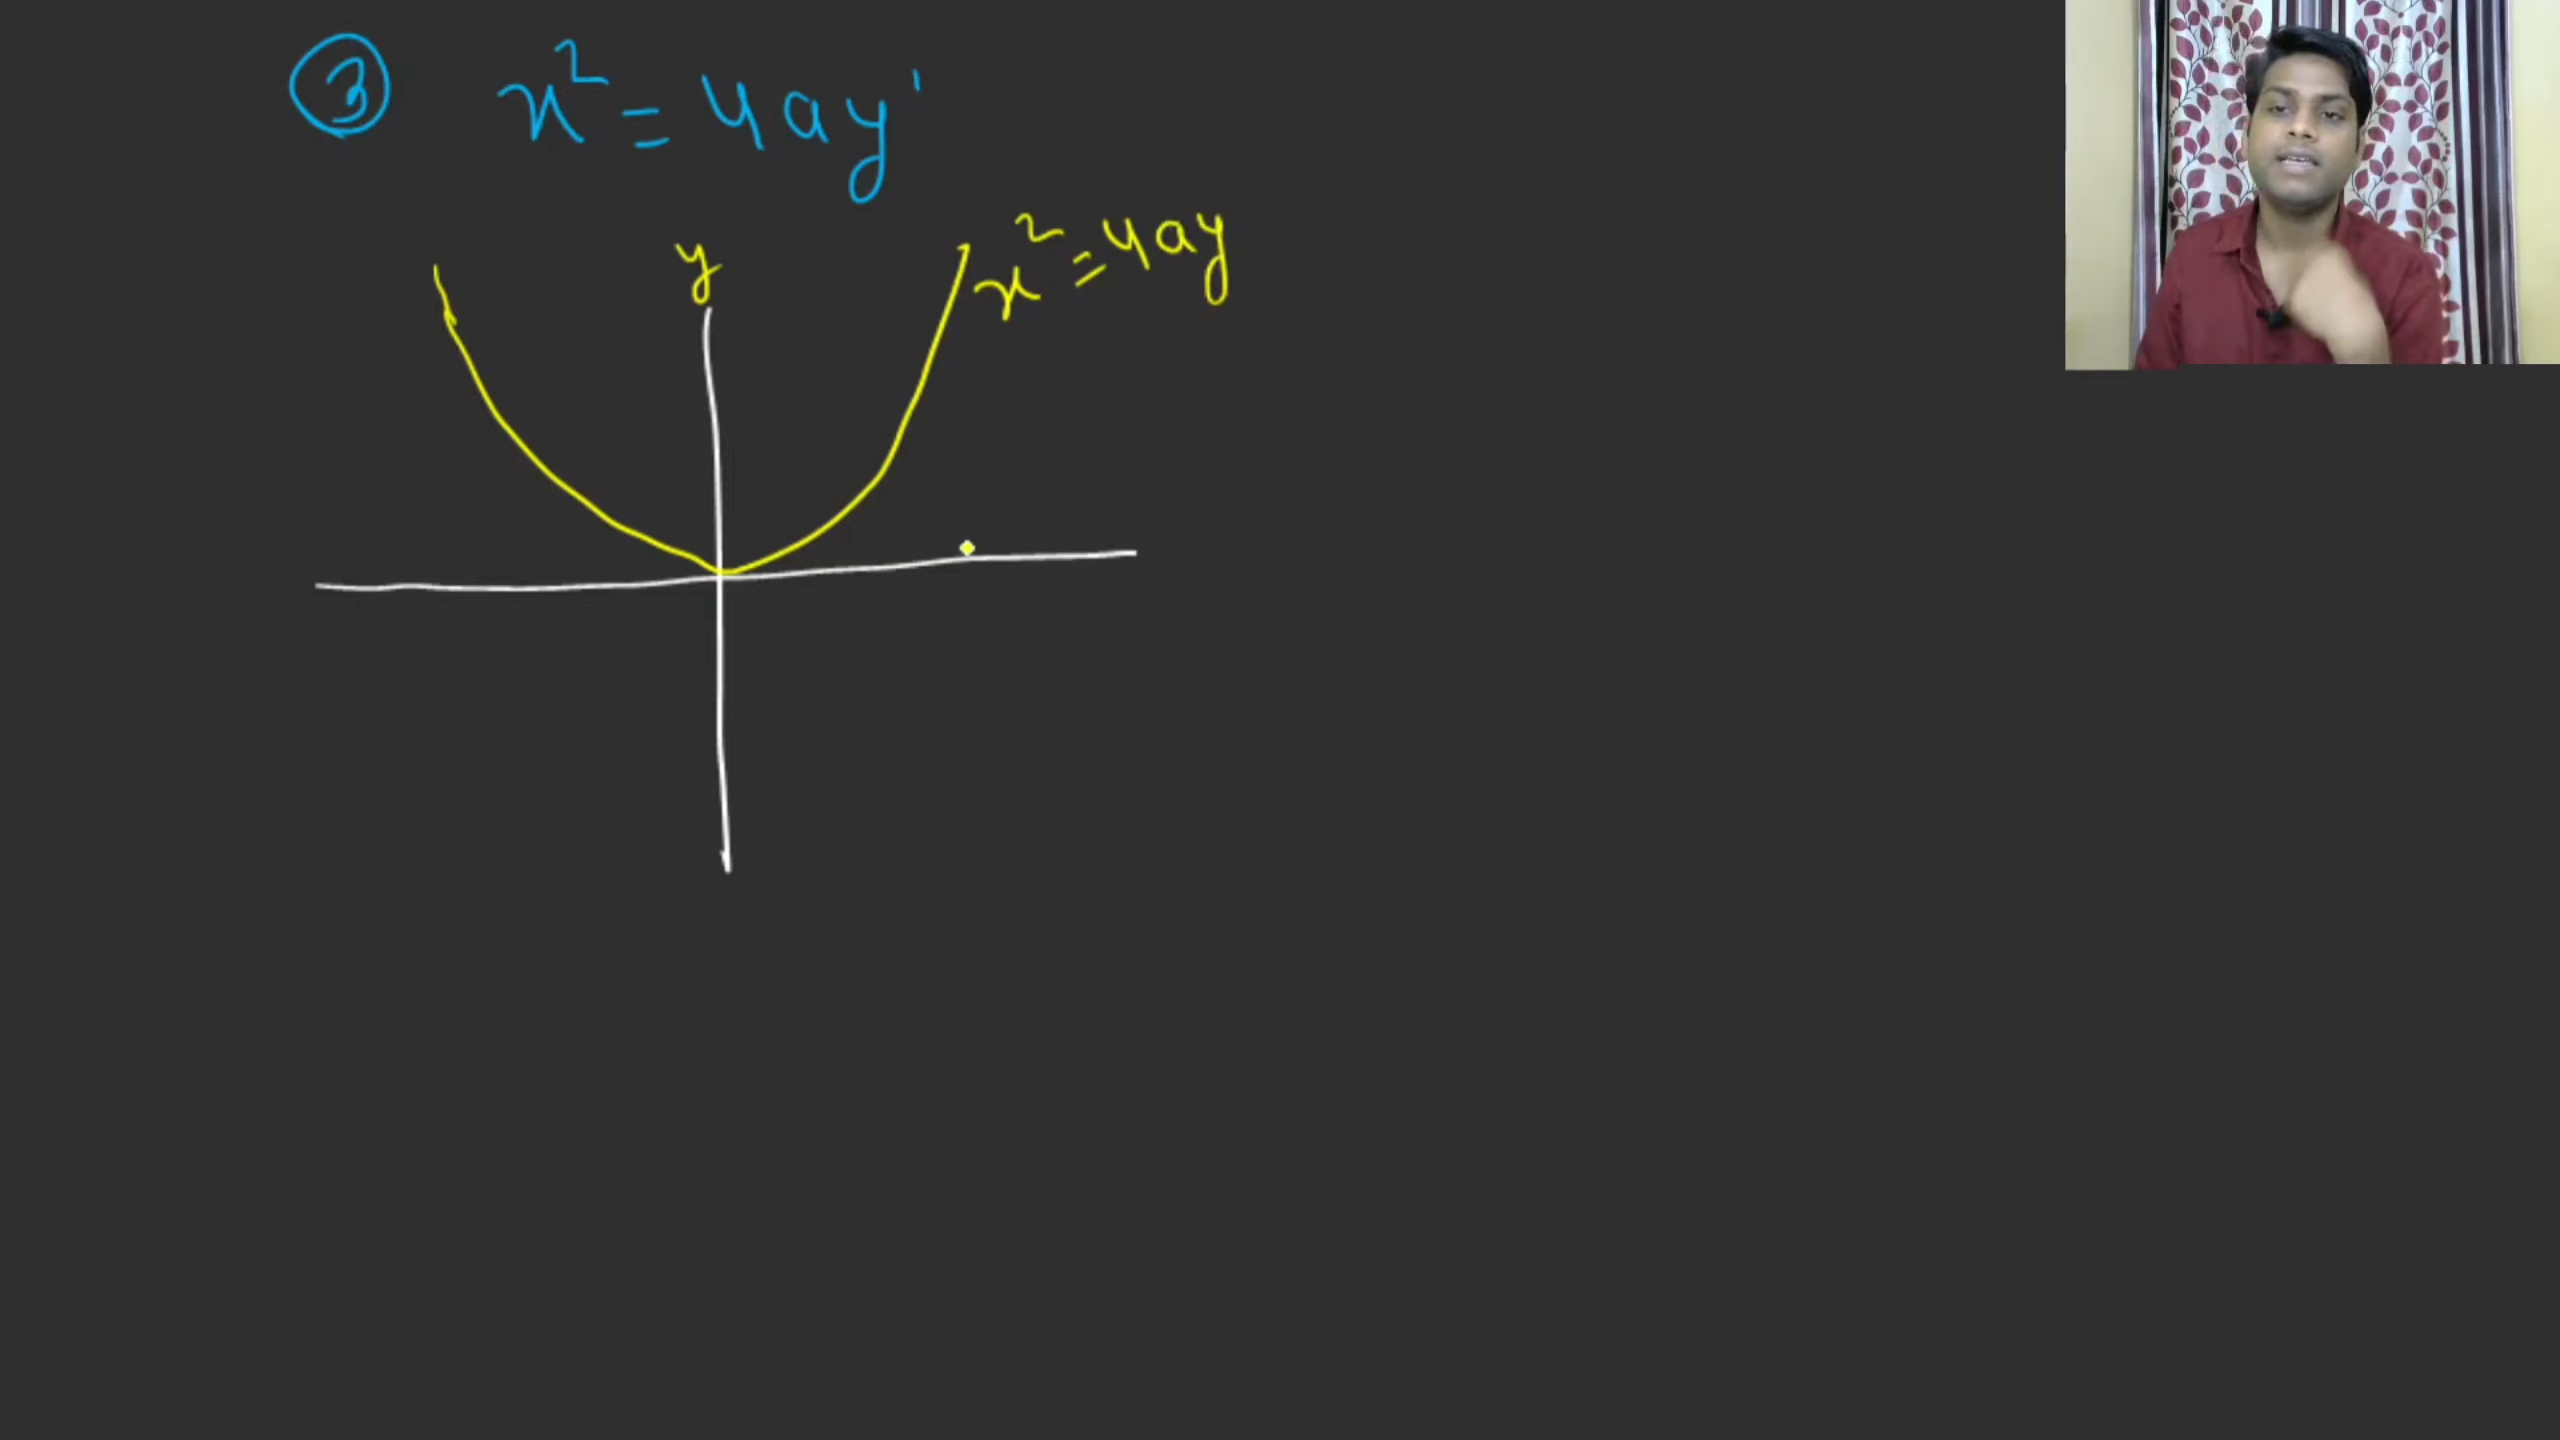 ③ x² = 4ay'
y
x² = 4ay